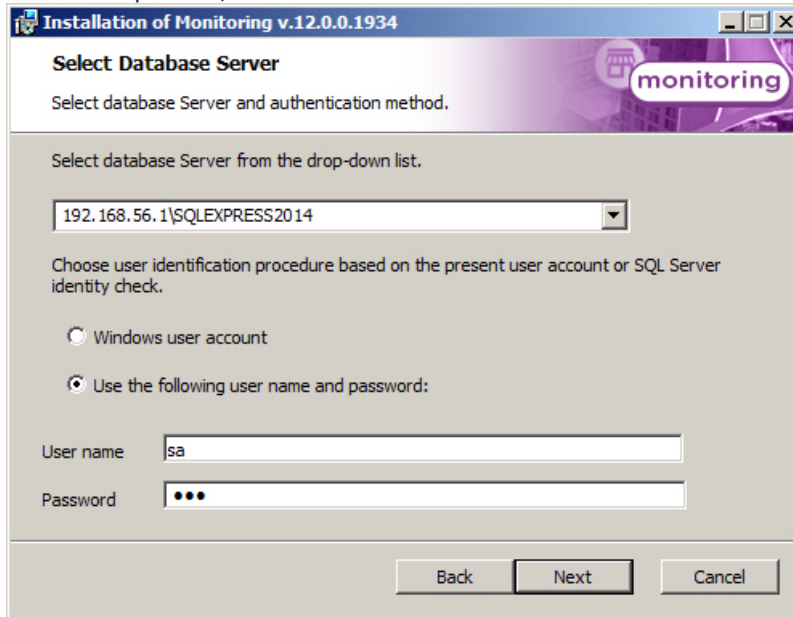 Installation of Monitoring v.12.0.0.1934
Select Database Server
Select database Server and authentication method.
monitoring
Select database Server from the drop-down list.
192.168.56.1\SQLEXPRESS2014
Choose user identification procedure based on the present user account or SQL Server
identity check.
Windows user account
Use the following user name and password:
User name
sa
Password
●●●
Back
Next
Cancel